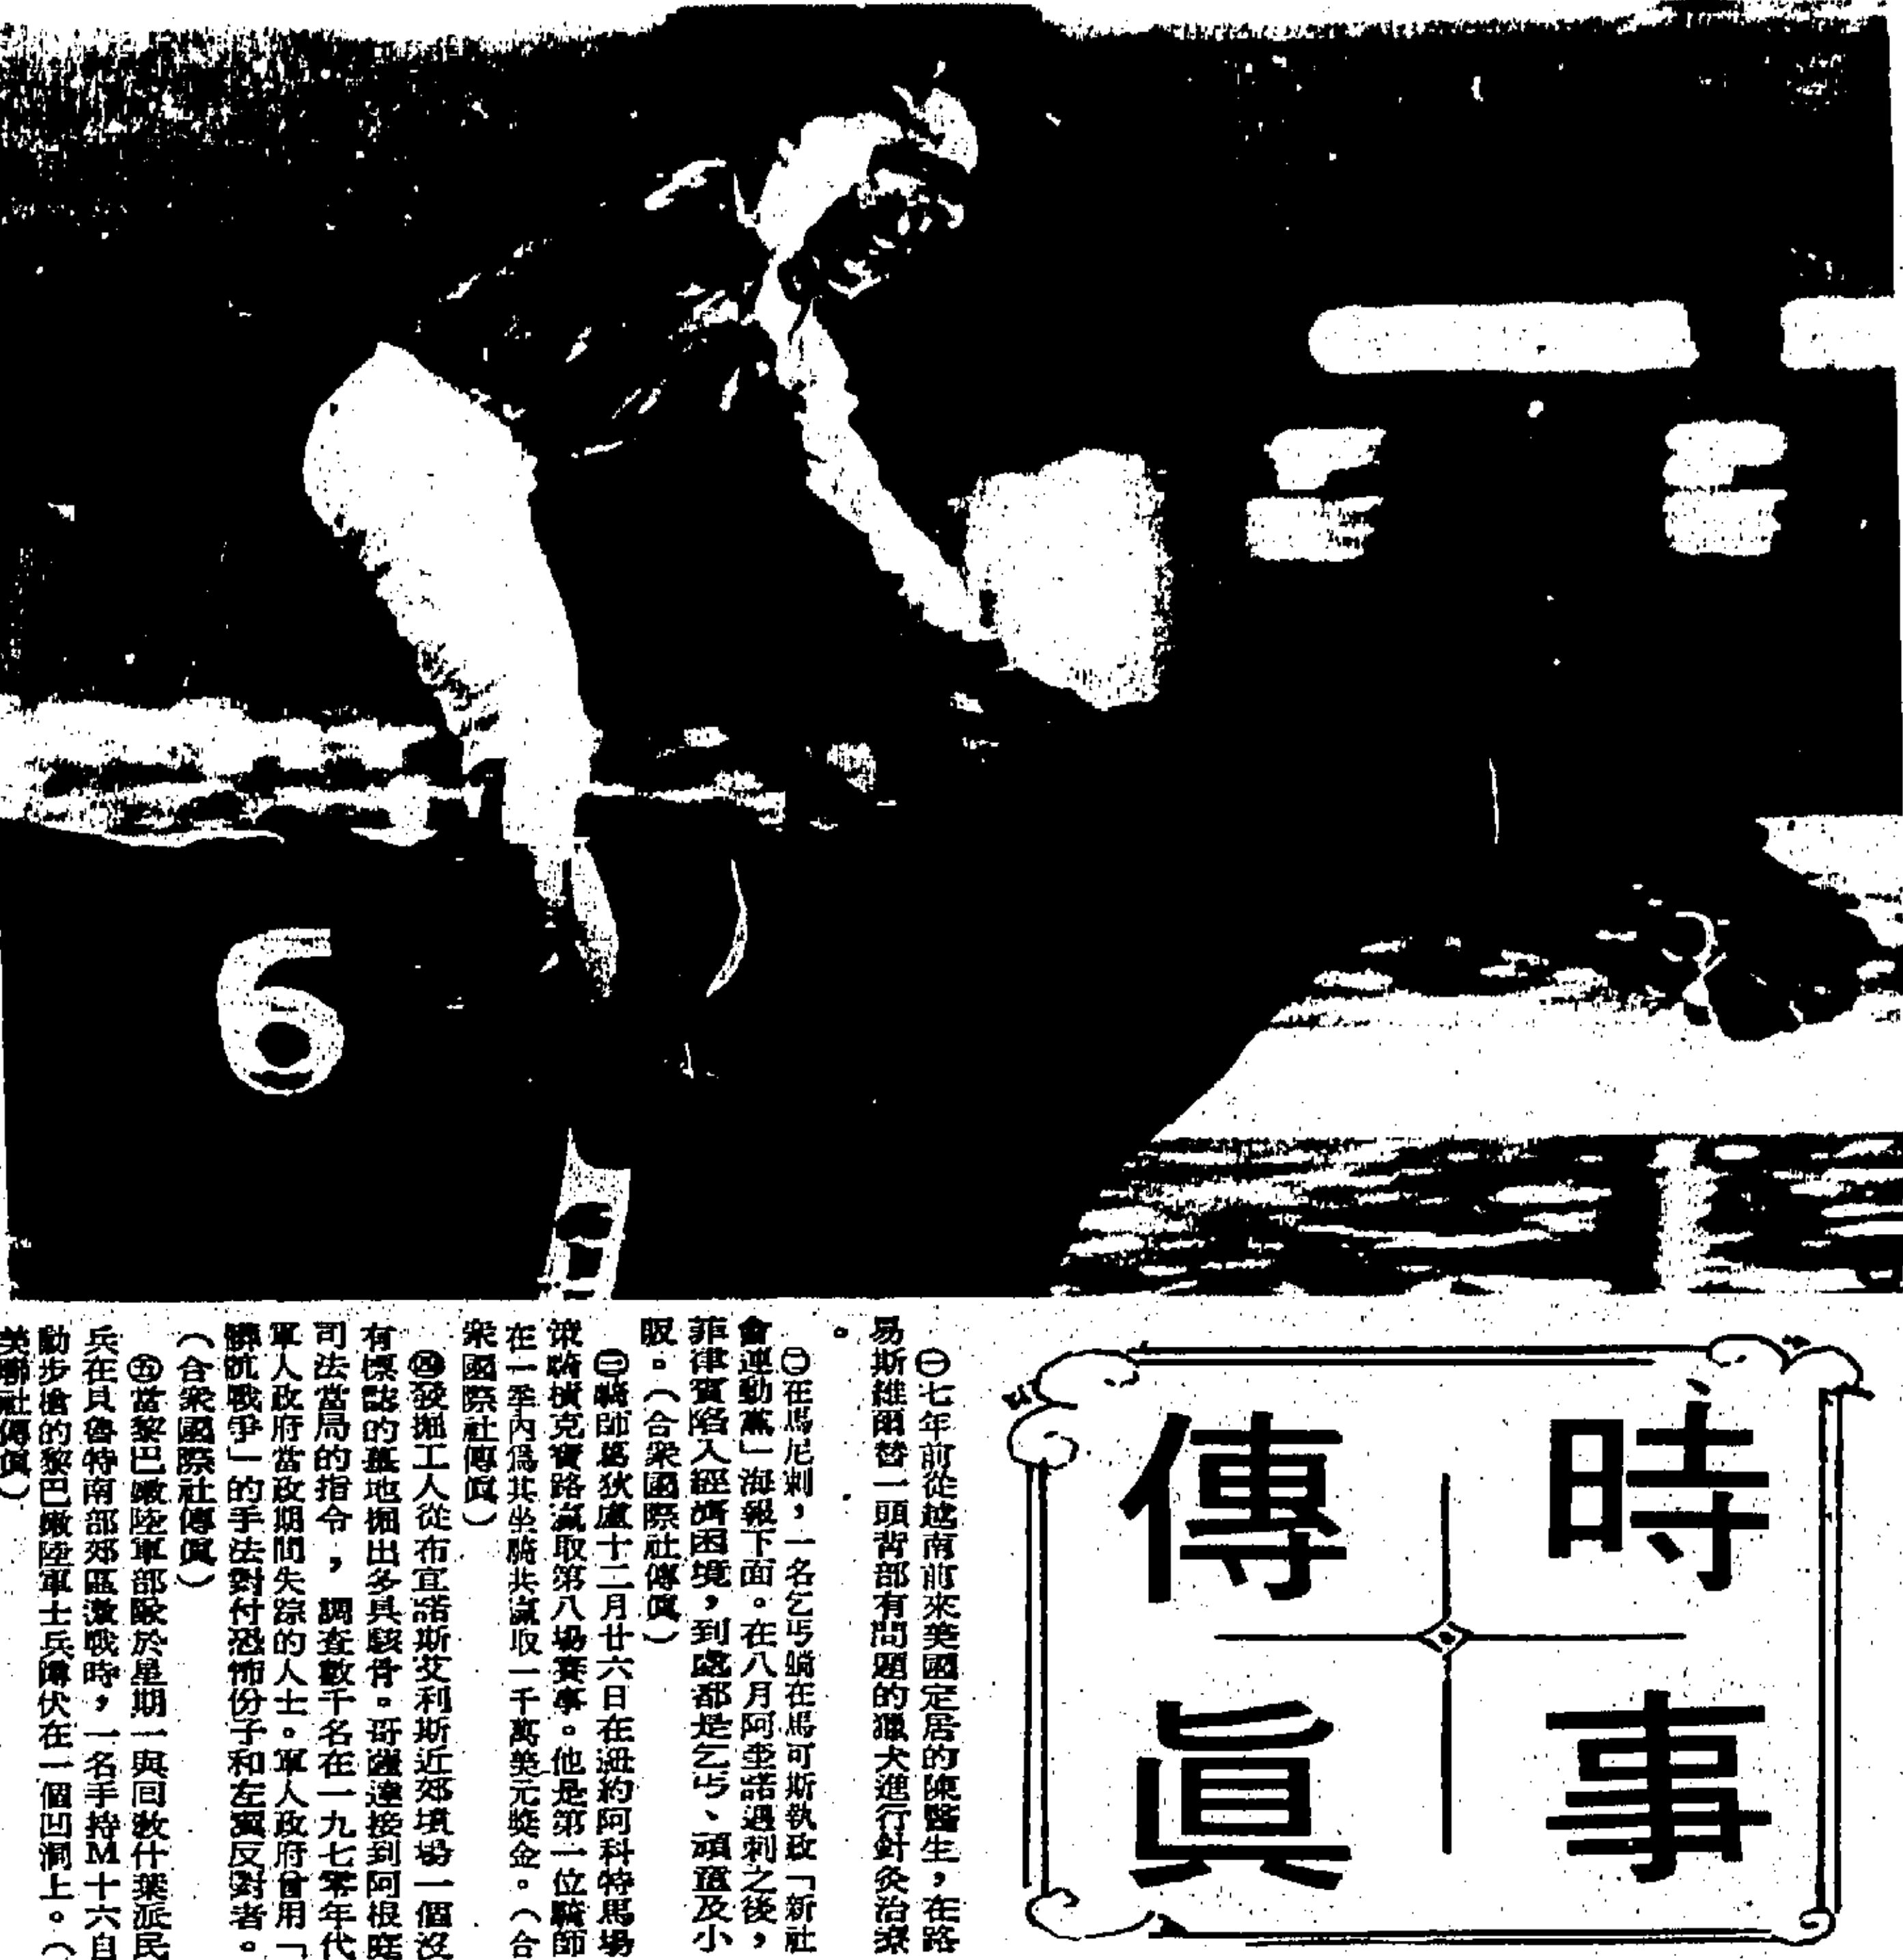 時事
傳眞
㊀七年前從越南前來美國定居的陳醫生，在路
易斯維爾替一頭背部有問題的獵犬進行針灸治療
。
㊁在馬尼剌，一名乞丐躺在馬可斯執政「新社
會運動黨」海報下面。在八月阿奎諾遇刺之後，
菲律賓陷入經濟困境，到處都是乞丐、頑童及小
販。（合衆國際社傳眞）
㊂騎師葛狄盧十二月廿六日在紐約阿科特馬場
策騎橫克寶路贏取第八場賽事。他是第一位騎師
在一季內爲其坐騎共贏取一千萬美元獎金。（合
衆國際社傳眞）
㊃發掘工人從布宜諾斯艾利斯近郊墳場一個沒
有標誌的墓地掘出多具骸骨。哥薩達接到阿根庭
司法當局的指令，調查數千名在一九七零年代
軍人政府當政期間失踪的人士。軍人政府曾用「
骯戰爭」的手法對付恐怖份子和左翼反對者。
（合衆國際社傳眞）
㊄當黎巴嫩陸軍部隊於星期一與回教什葉派民
兵在貝魯特南部郊區激戰時，一名手持M十六自
動步槍的黎巴嫩陸軍士兵蹲伏在一個凹洞上。（
美聯社傳眞）
6